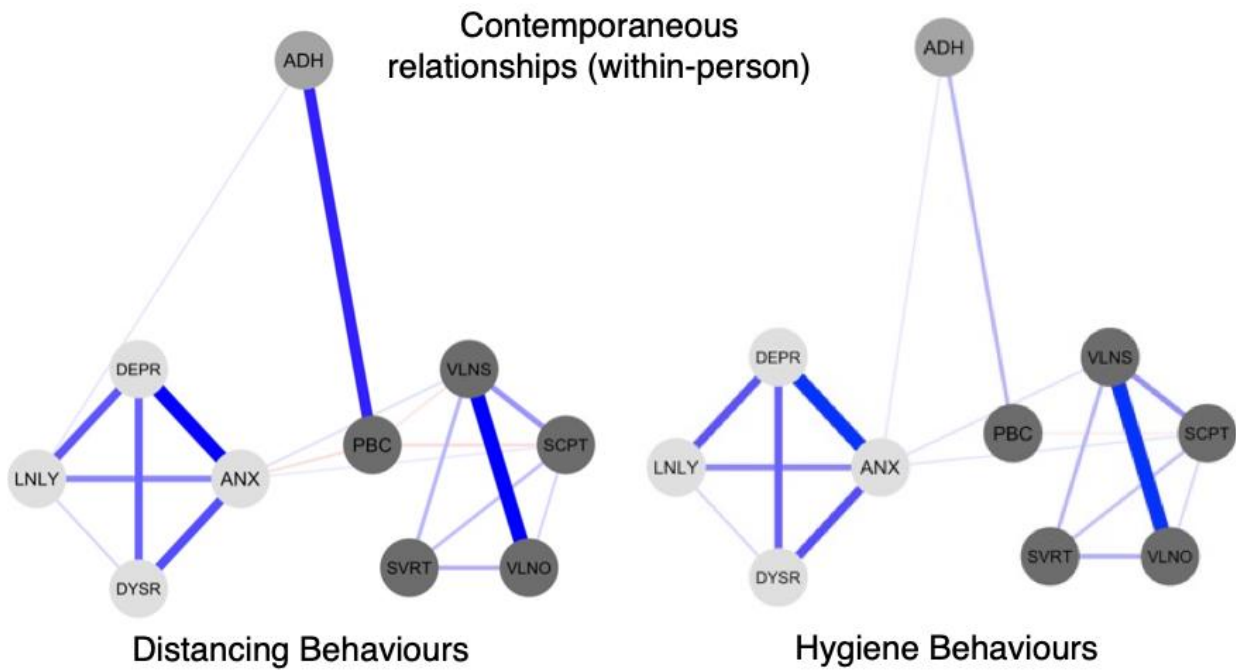 Contemporaneous
relationships (within-person)
ADH
DEPR
LNLY
ANX
DYSR
PBC
VLNS
SCPT
SVRT
VLNO
Distancing Behaviours
ADH
DEPR
LNLY
ANX
DYSR
PBC
VLNS
SCPT
SVRT
VLNO
Hygiene Behaviours